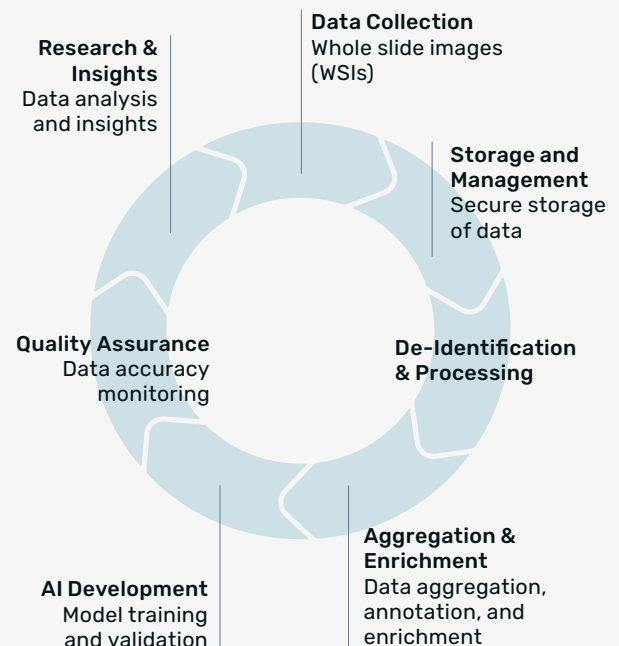 Data Collection
Whole slide images
(WSIs)
Research &
Insights
Data analysis
and insights
Storage and
Management
Secure storage
of data
Quality Assurance
Data accuracy
monitoring
De-Identification
& Processing
Aggregation &
Enrichment
Data aggregation,
annotation, and
enrichment
AI Development
Model training
and validation